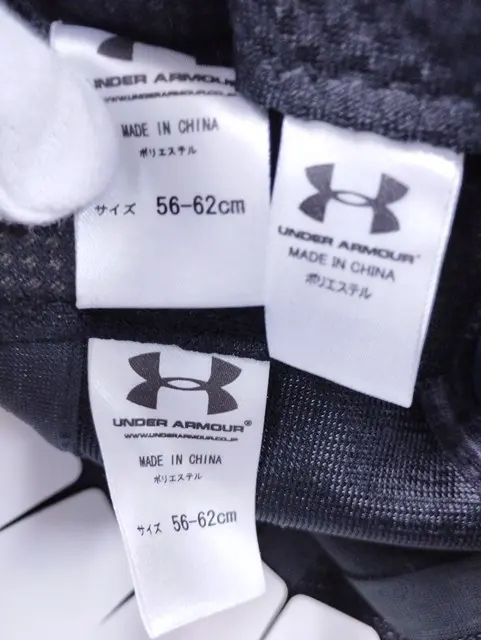 UNDER ARMOUR
WWW.UNDERARMOUR.CO.JP
MADE IN CHINA
ポリエステル
サイズ 56-62cm
UNDER ARMOUR®
MADE IN CHINA
ポリエステル
UNDER ARMOUR®
WWW.UNDERARMOUR.CO.JP
MADE IN CHINA
ポリエステル
サイズ 56-62cm